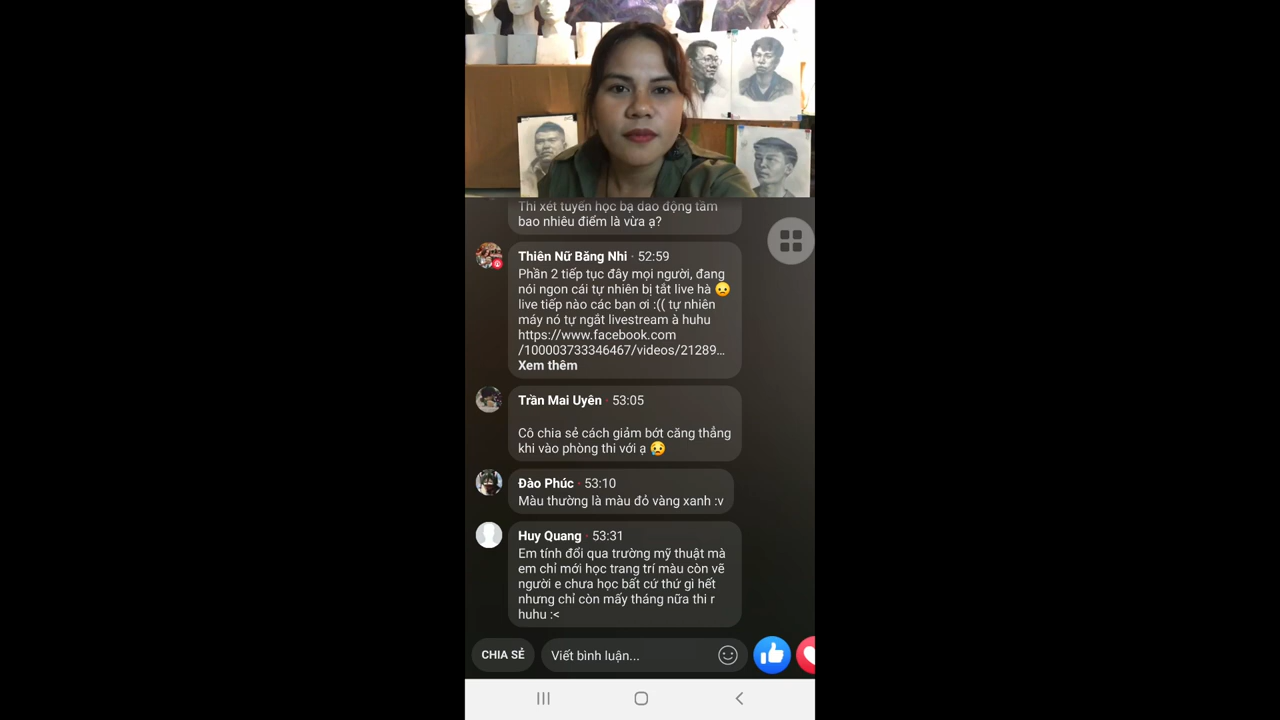 Thi xét tuyển học bạ dao động tầm
bao nhiêu điểm là vừa ạ?
Thiên Nữ Băng Nhi · 52:59
Phần 2 tiếp tục đây mọi người, đang
nói ngon cái tự nhiên bị tắt live hà 😟
live tiếp nào các bạn ơi :(( tự nhiên
máy nó tự ngắt livestream à huhu
https://www.facebook.com
/100003733346467/videos/21289...
Xem thêm
Trần Mai Uyên · 53:05
Cô chia sẻ cách giảm bớt căng thẳng
khi vào phòng thi với ạ 😥
Đào Phúc · 53:10
Màu thường là màu đỏ vàng xanh :v
Huy Quang · 53:31
Em tính đổi qua trường mỹ thuật mà
em chỉ mới học trang trí màu còn vẽ
người e chưa học bất cứ thứ gì hết
nhưng chỉ còn mấy tháng nữa thi r
huhu :<
CHIA SẺ
Viết bình luận...